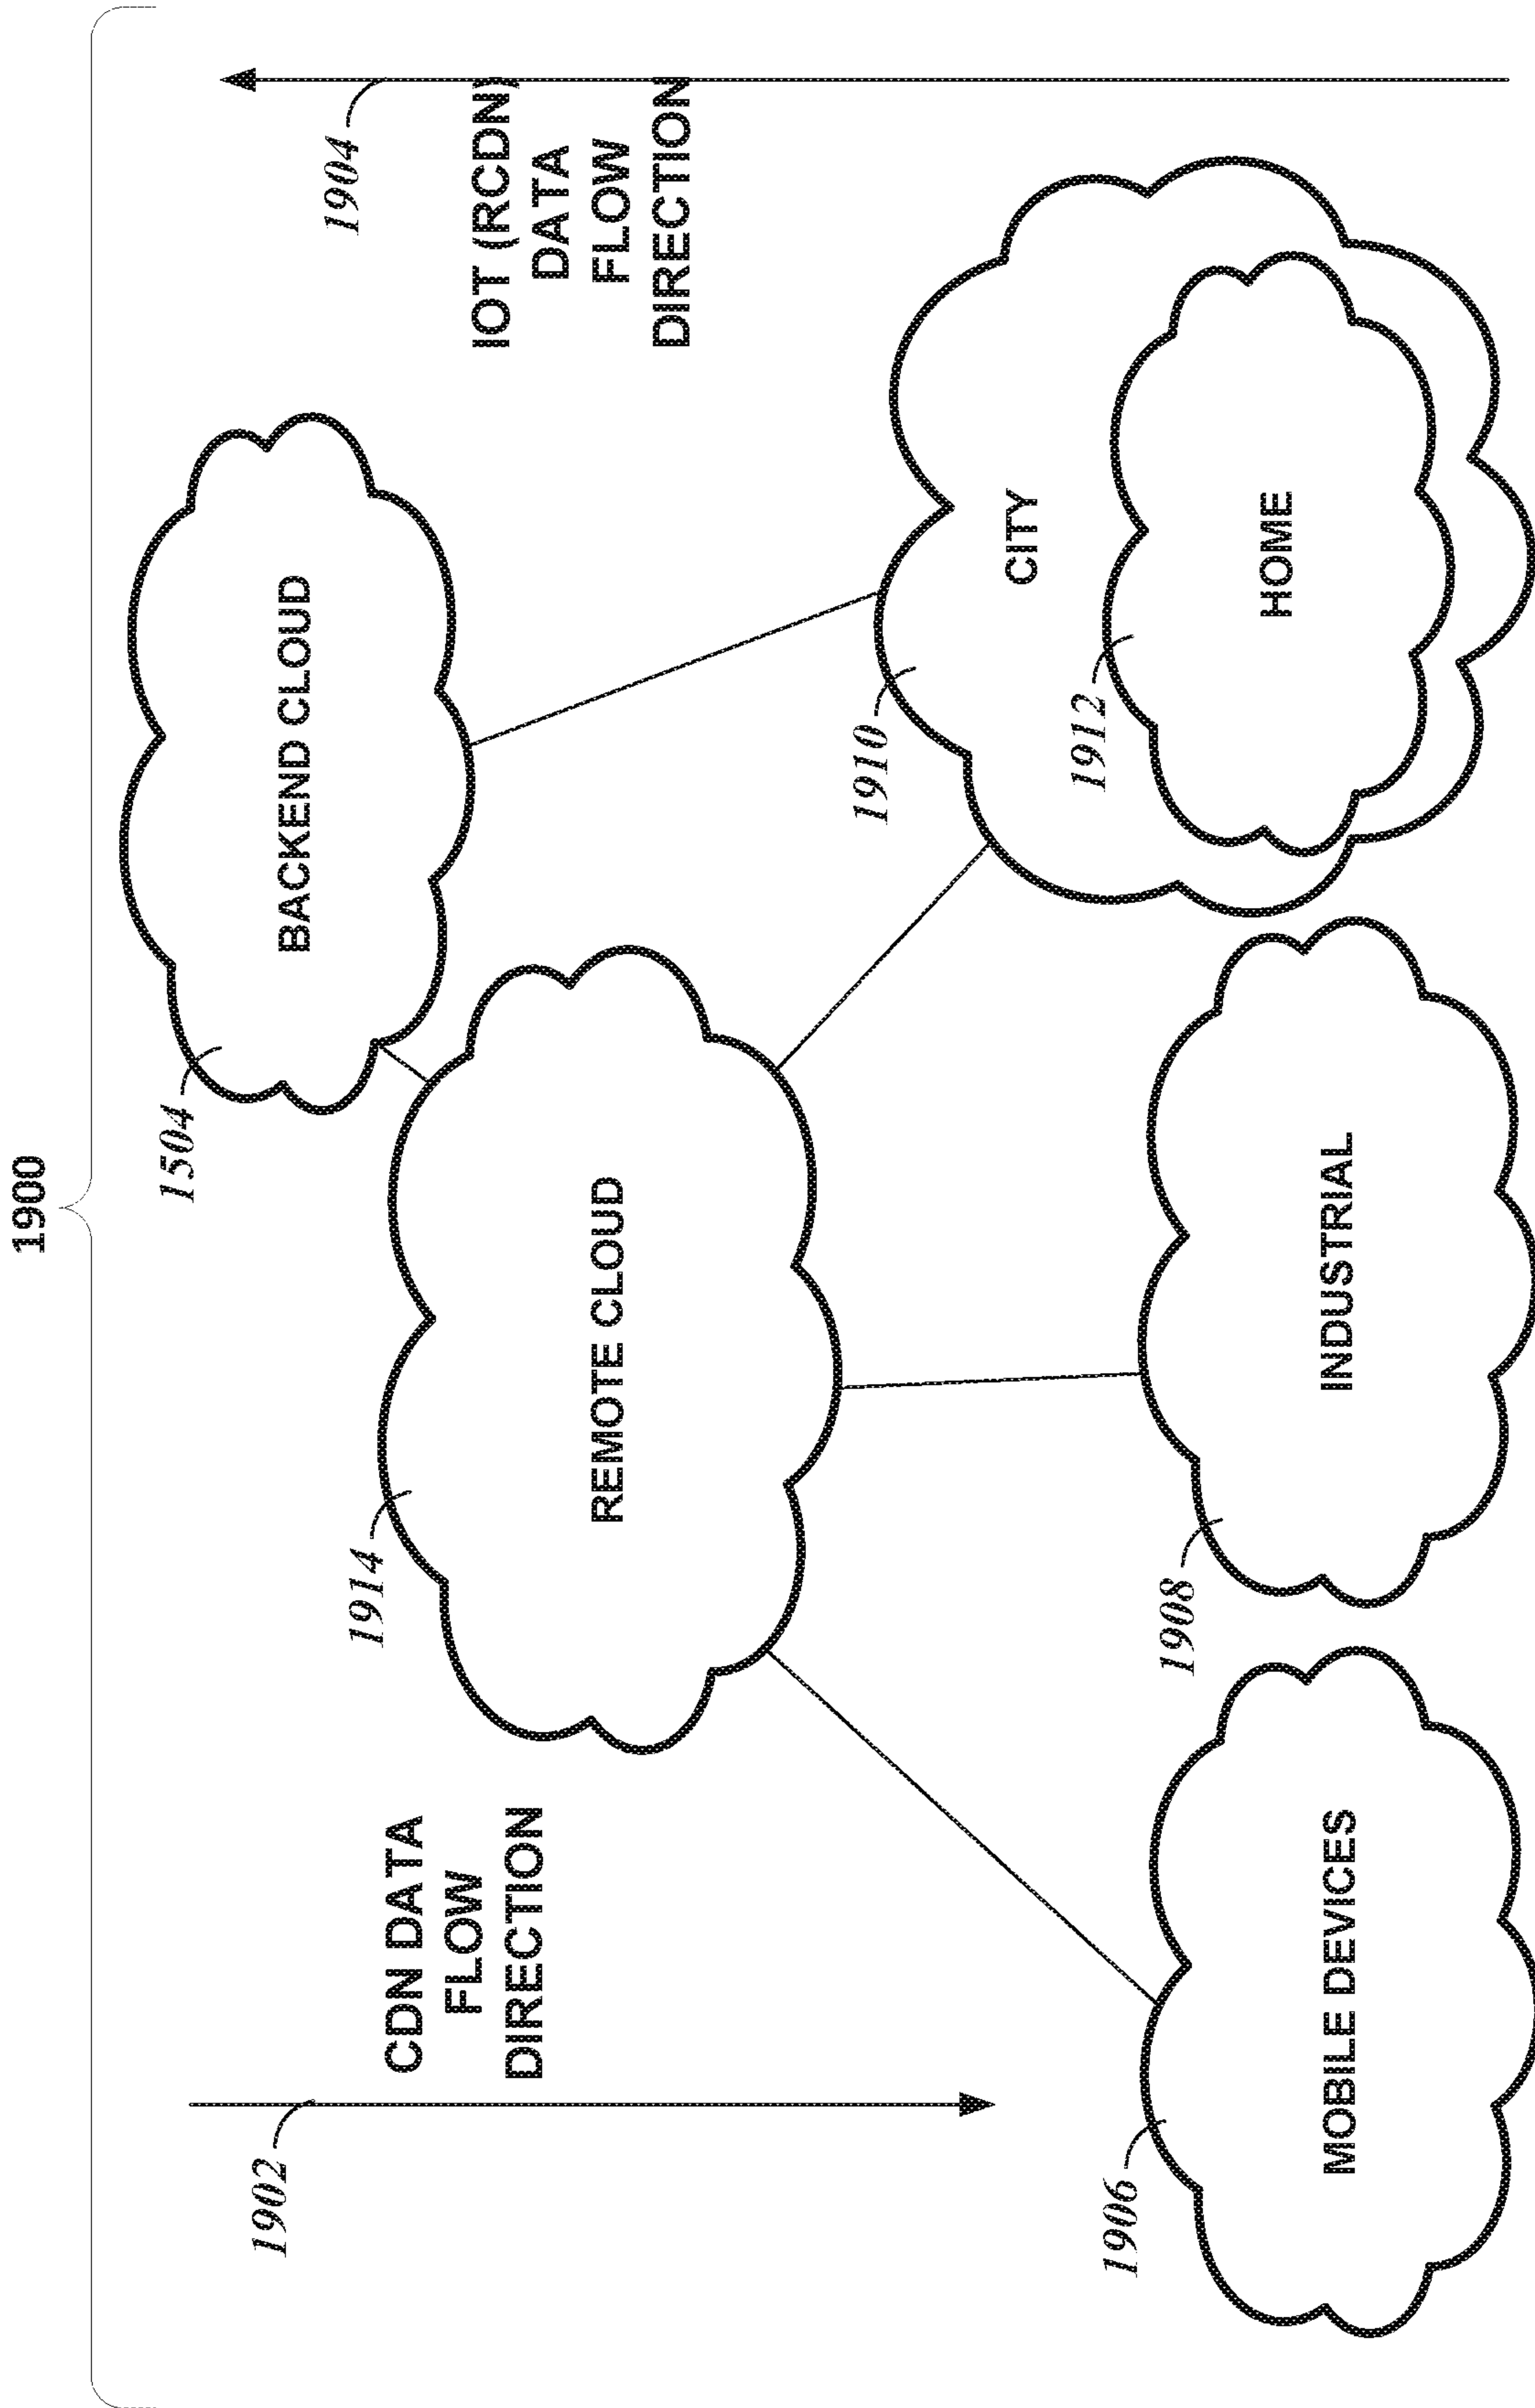 1900
1902
CDN DATA
FLOW
DIRECTION
1504
BACKEND CLOUD
1904
IOT (RCDN)
DATA
FLOW
DIRECTION
1914
REMOTE CLOUD
1910
CITY
1912
HOME
1906
MOBILE DEVICES
1908
INDUSTRIAL